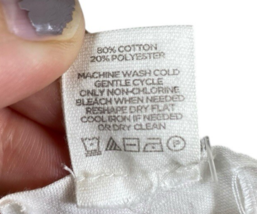 80% COTTON
20% POLYESTER
MACHINE WASH COLD
GENTLE CYCLE
ONLY NON-CHLORINE
BLEACH WHEN NEEDED
RESHAPE DRY FLAT
COOL IRON IF NEEDED
OR DRY CLEAN